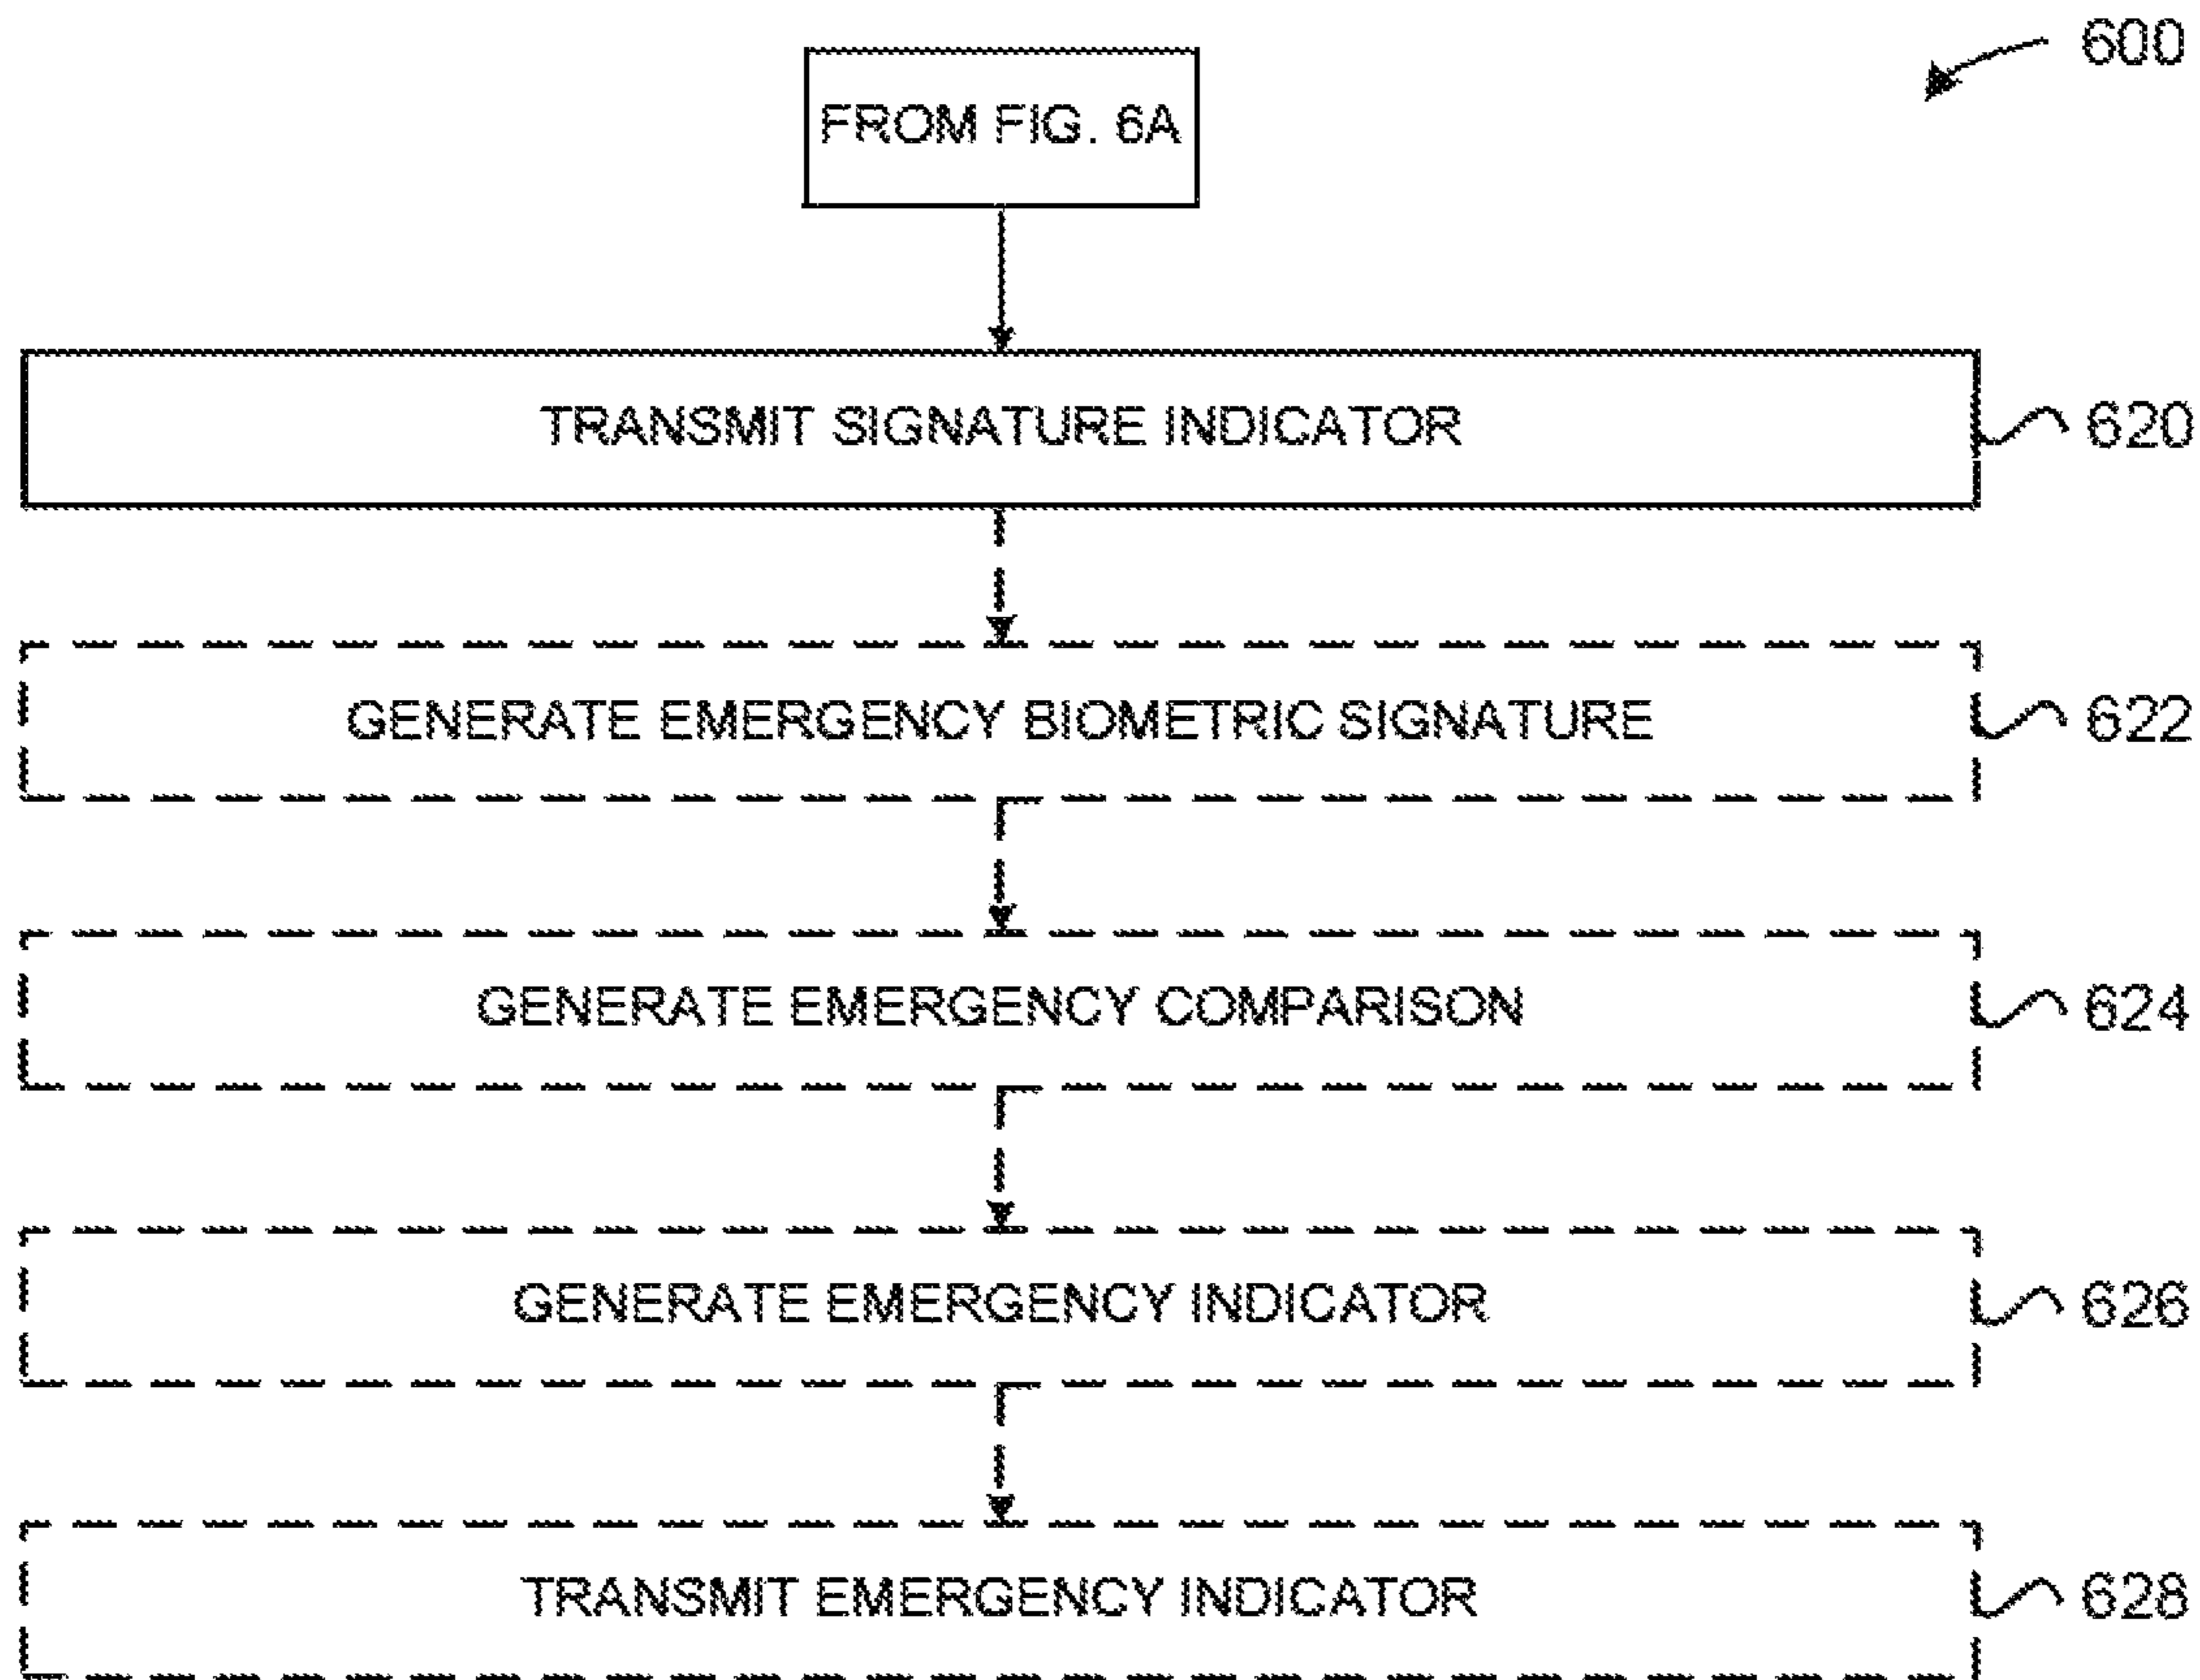 600
FROM FIG. 6A
TRANSMIT SIGNATURE INDICATOR
620
GENERATE EMERGENCY BIOMETRIC SIGNATURE
622
GENERATE EMERGENCY COMPARISON
624
GENERATE EMERGENCY INDICATOR
626
TRANSMIT EMERGENCY INDICATOR
628